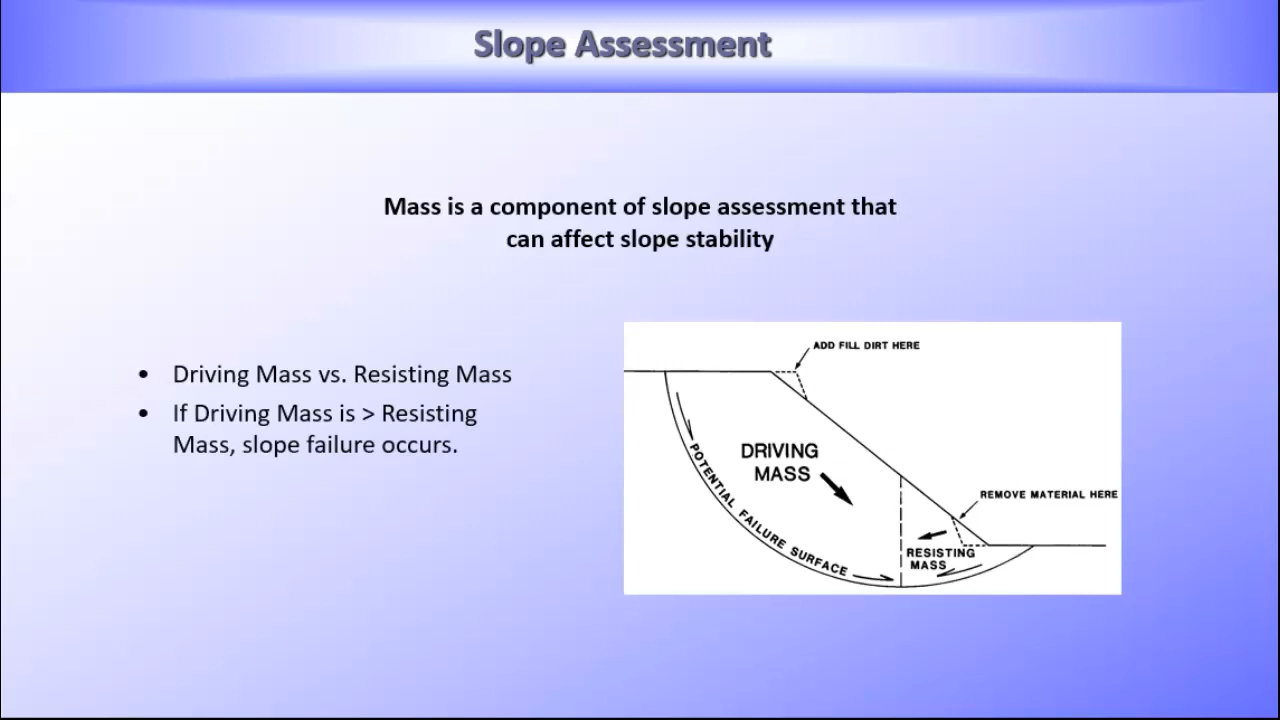 Slope Assessment
Mass is a component of slope assessment that
can affect slope stability
• Driving Mass vs. Resisting Mass
• If Driving Mass is > Resisting
Mass, slope failure occurs.
ADD FILL DIRT HERE
DRIVING
MASS
POTENTIAL FAILURE SURFACE
REMOVE MATERIAL HERE
RESISTING
MASS